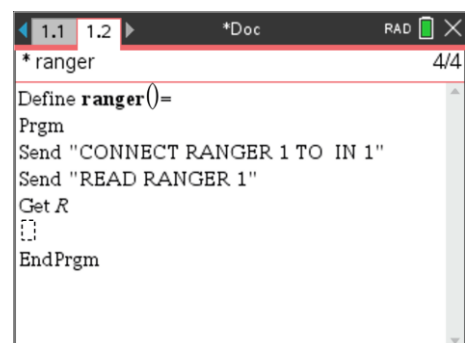 1.1 1.2 *Doc RAD
* ranger 4/4
Define ranger()=
Prgm
Send "CONNECT RANGER 1 TO  IN 1"
Send "READ RANGER 1"
Get R
EndPrgm